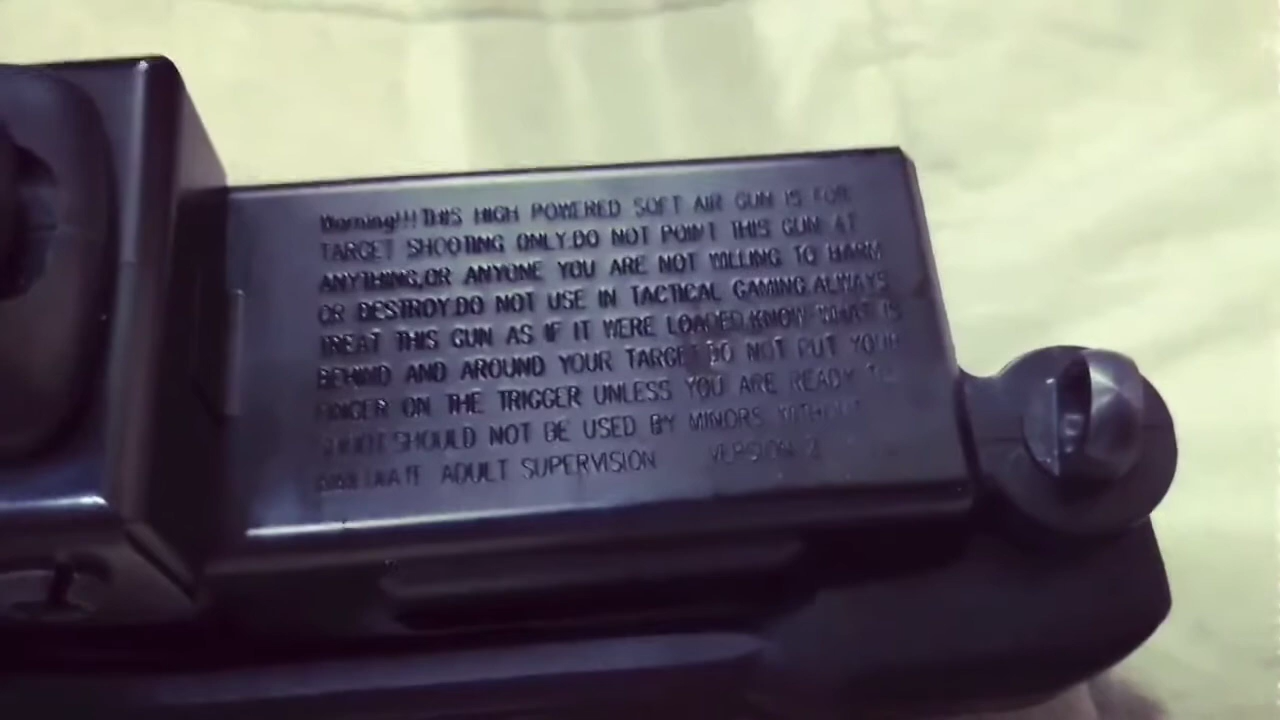 Warning!!! THIS HIGH POWERED SOFT AIR GUN IS FOR
TARGET SHOOTING ONLY.DO NOT POINT THIS GUN AT
ANYTHING,OR ANYONE YOU ARE NOT WILLING TO HARM
OR DESTROY.DO NOT USE IN TACTICAL GAMING.ALWAYS
TREAT THIS GUN AS IF IT WERE LOADED.KNOW WHAT IS
BEHIND AND AROUND YOUR TARGET.DO NOT PUT YOUR
FINGER ON THE TRIGGER UNLESS YOU ARE READY TO
SHOOT.SHOULD NOT BE USED BY MINORS WITHOUT
ADULT SUPERVISION VERSION 2